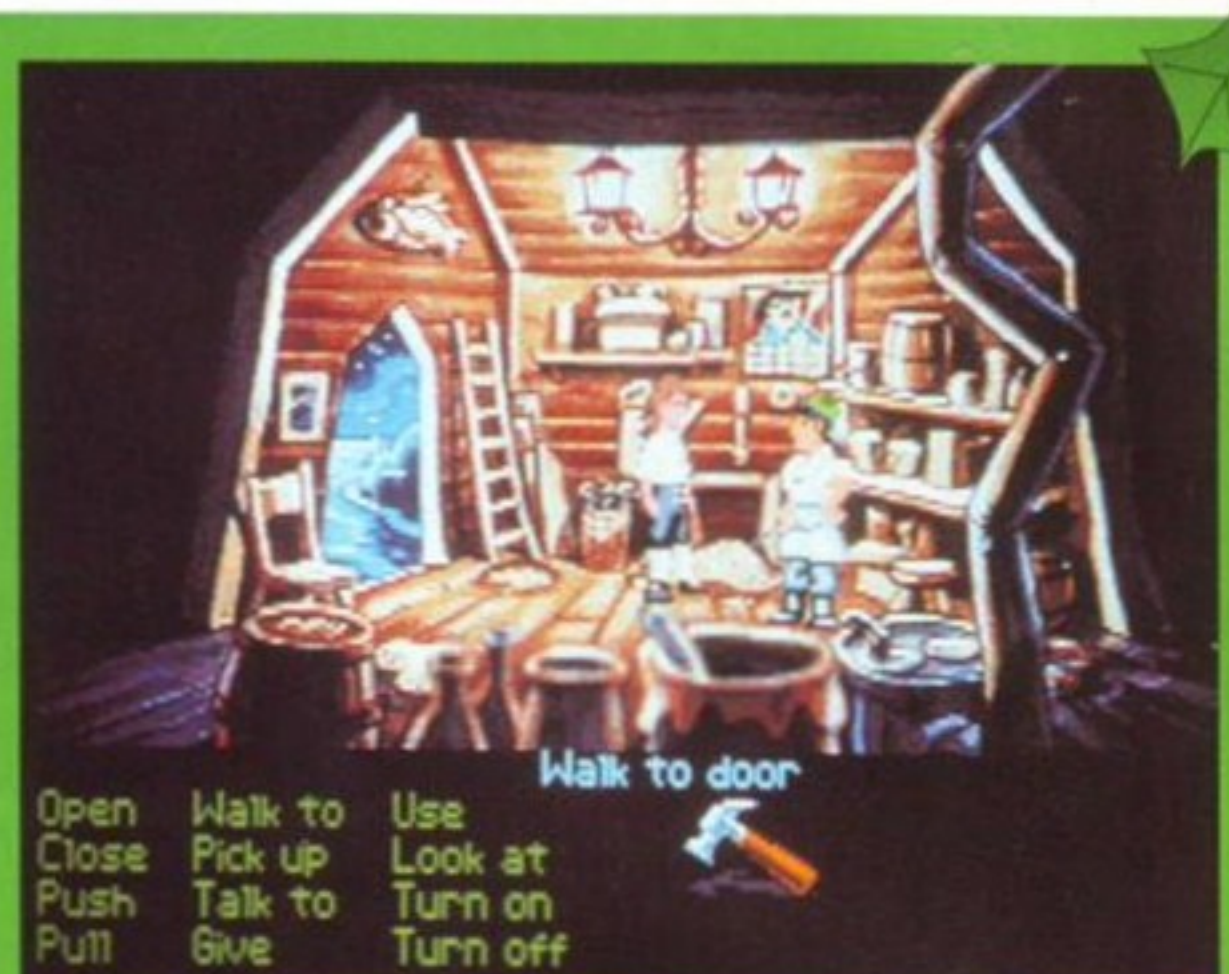 Walk to door
Open Walk to Use
Close Pick up Look at
Push Talk to Turn on
Pull Give Turn off